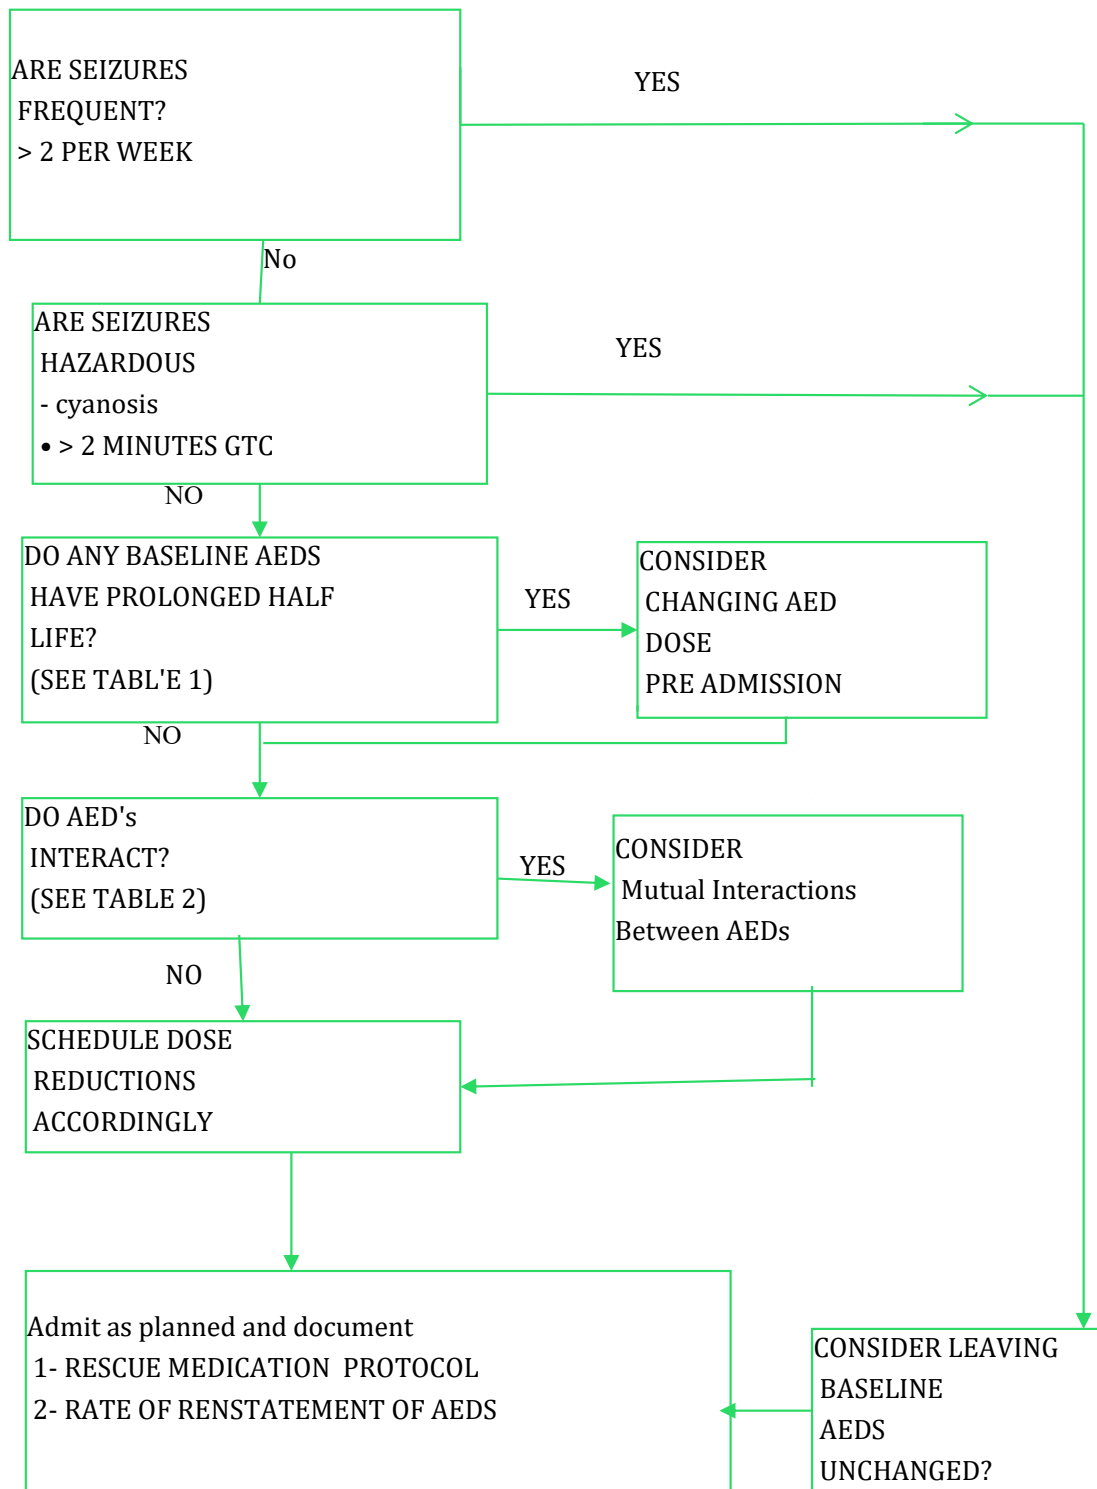 ARE SEIZURES
FREQUENT?
> 2 PER WEEK
YES
No
ARE SEIZURES
HAZARDOUS
- cyanosis
• > 2 MINUTES GTC
YES
NO
DO ANY BASELINE AEDS
HAVE PROLONGED HALF
LIFE?
(SEE TABL'E 1)
YES
CONSIDER
CHANGING AED
DOSE
PRE ADMISSION
NO
DO AED's
INTERACT?
(SEE TABLE 2)
YES
CONSIDER
Mutual Interactions
Between AEDs
NO
SCHEDULE DOSE
REDUCTIONS
ACCORDINGLY
Admit as planned and document
1- RESCUE MEDICATION PROTOCOL
2- RATE OF RENSTATEMENT OF AEDS
CONSIDER LEAVING
BASELINE
AEDS
UNCHANGED?